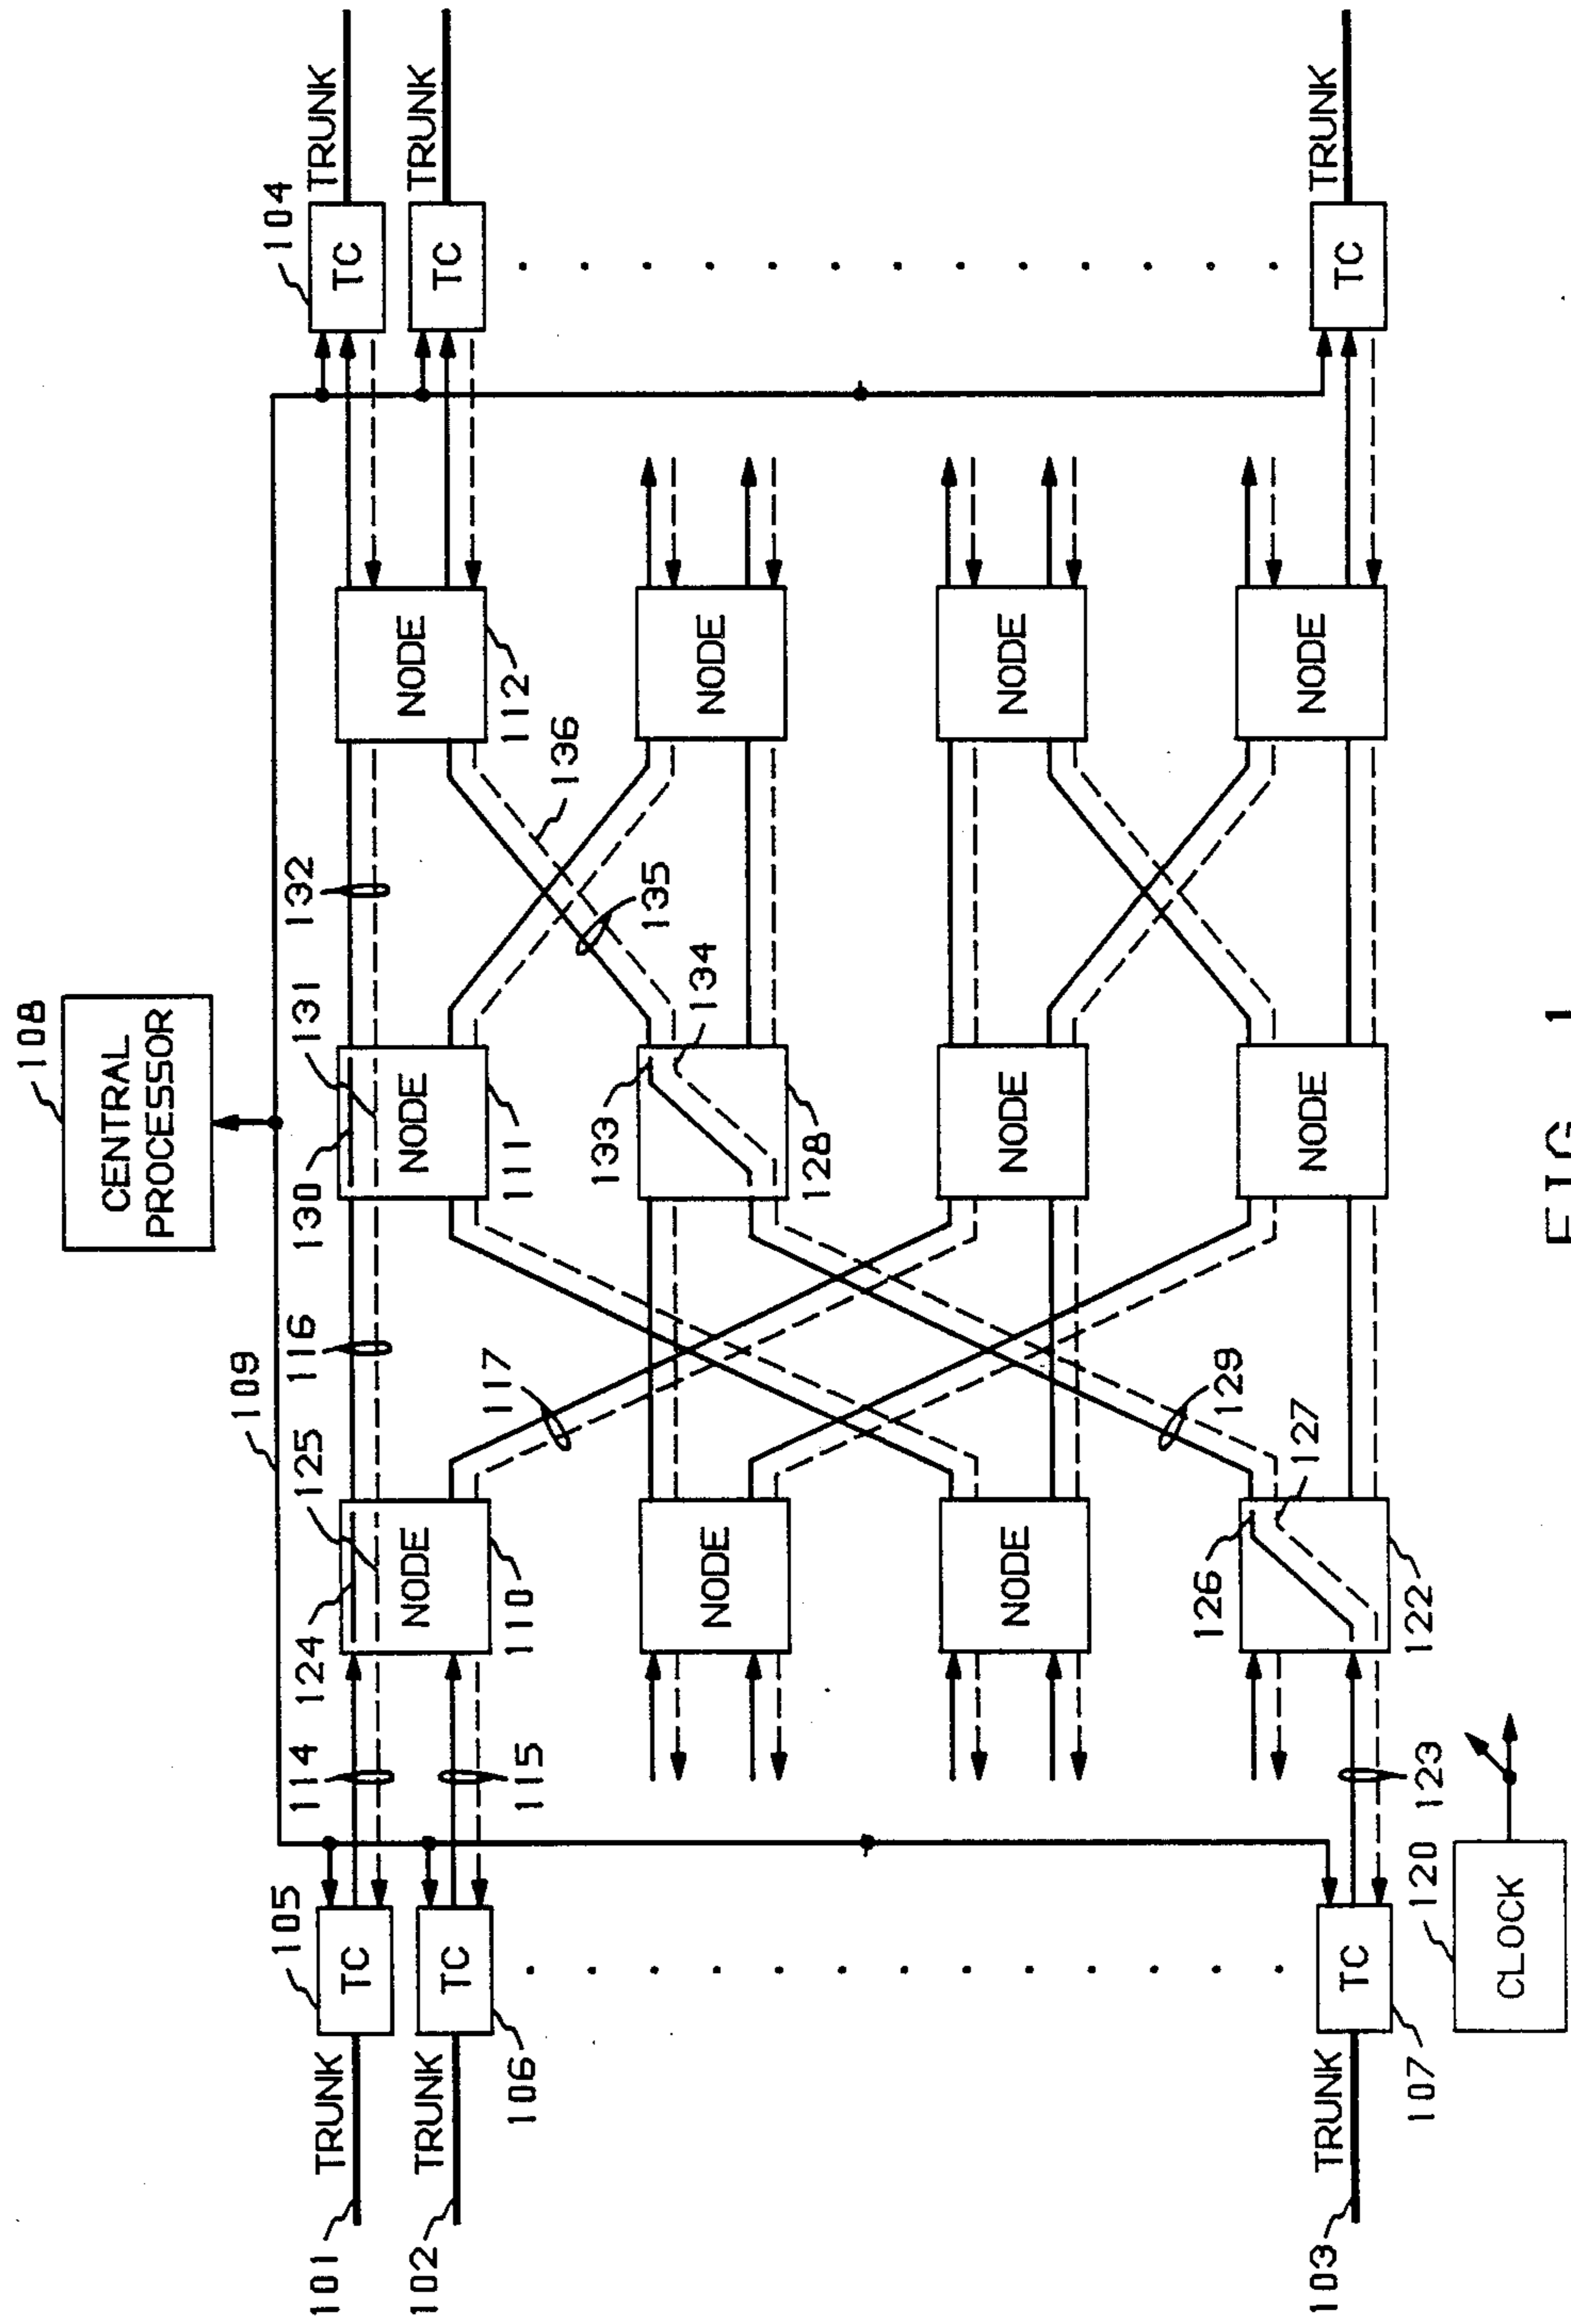 108
CENTRAL
PROCESSOR
109
101
TRUNK
105
TC
114
124
125
NODE
110
116
130
131
NODE
111
132
NODE
112
104
TC
TRUNK
102
TRUNK
TC
106
115
117
136
135
TC
TRUNK
NODE
133
134
NODE
128
NODE
NODE
NODE
NODE
129
103
TRUNK
TC
107
123
126
127
122
NODE
NODE
TC
TRUNK
120
CLOCK
FIG. 1